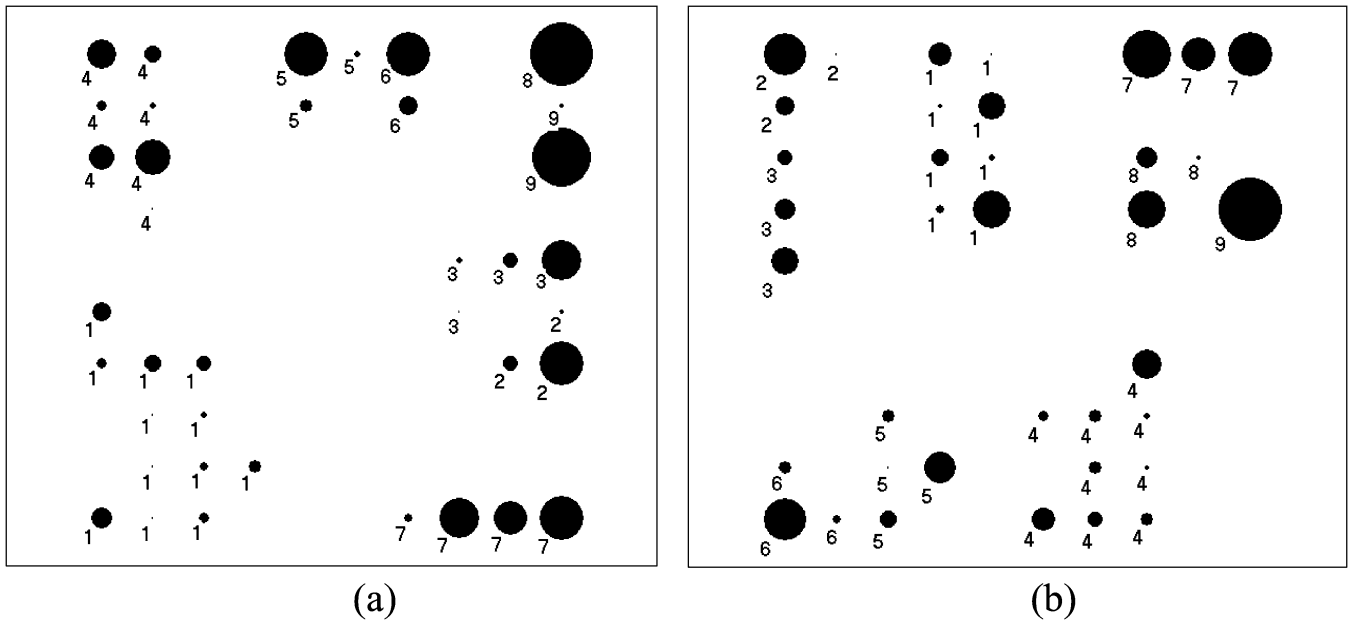 4 4 5 5 6 8
4 4 5 6 9
4 4 9
4
3 3 3
1 3 2
1 1 1 2 2
1 1
1 1 1
1 1 1 7 7 7 7
(a)
2 2 1 1 7 7 7
2 1 1
3 1 1 8 8
3 1 1 8 9
3
4
5 4 4 4
6 5 5 4 4
6 6 5 4 4 4
(b)